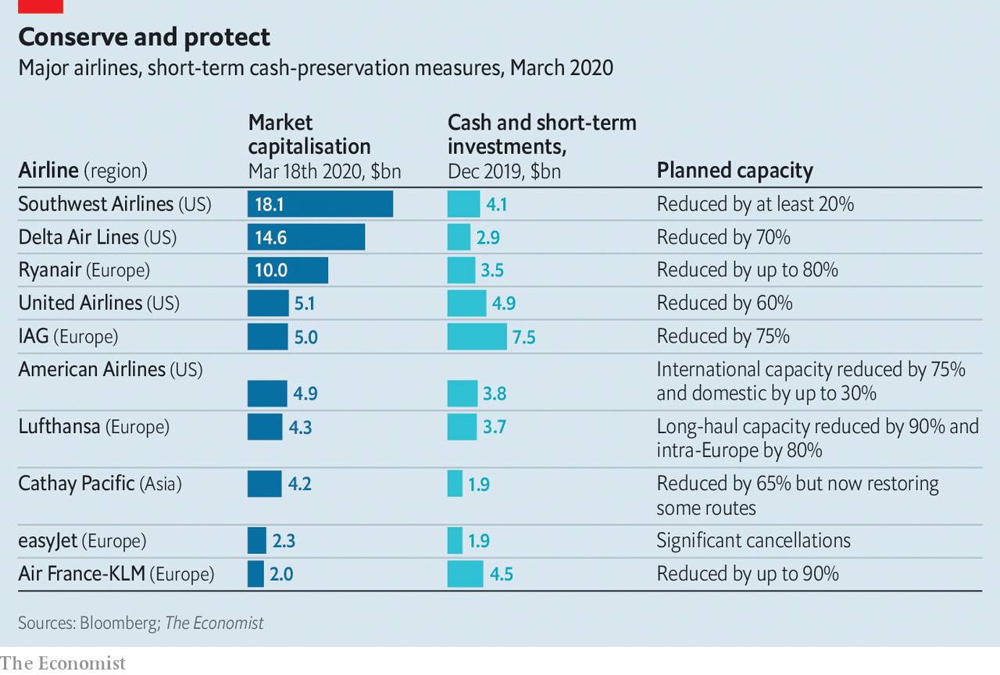 Conserve and protect
Major airlines, short-term cash-preservation measures, March 2020
Market
capitalisation
Mar 18th 2020, $bn
Cash and short-term
investments,
Dec 2019, $bn
Airline (region)
Planned capacity
Southwest Airlines (US) 18.1 4.1 Reduced by at least 20%
Delta Air Lines (US) 14.6 2.9 Reduced by 70%
Ryanair (Europe) 10.0 3.5 Reduced by up to 80%
United Airlines (US) 5.1 4.9 Reduced by 60%
IAG (Europe) 5.0 7.5 Reduced by 75%
American Airlines (US) 4.9 3.8 International capacity reduced by 75%
and domestic by up to 30%
Lufthansa (Europe) 4.3 3.7 Long-haul capacity reduced by 90% and
intra-Europe by 80%
Cathay Pacific (Asia) 4.2 1.9 Reduced by 65% but now restoring
some routes
easyJet (Europe) 2.3 1.9 Significant cancellations
Air France-KLM (Europe) 2.0 4.5 Reduced by up to 90%
Sources: Bloomberg; The Economist
The Economist